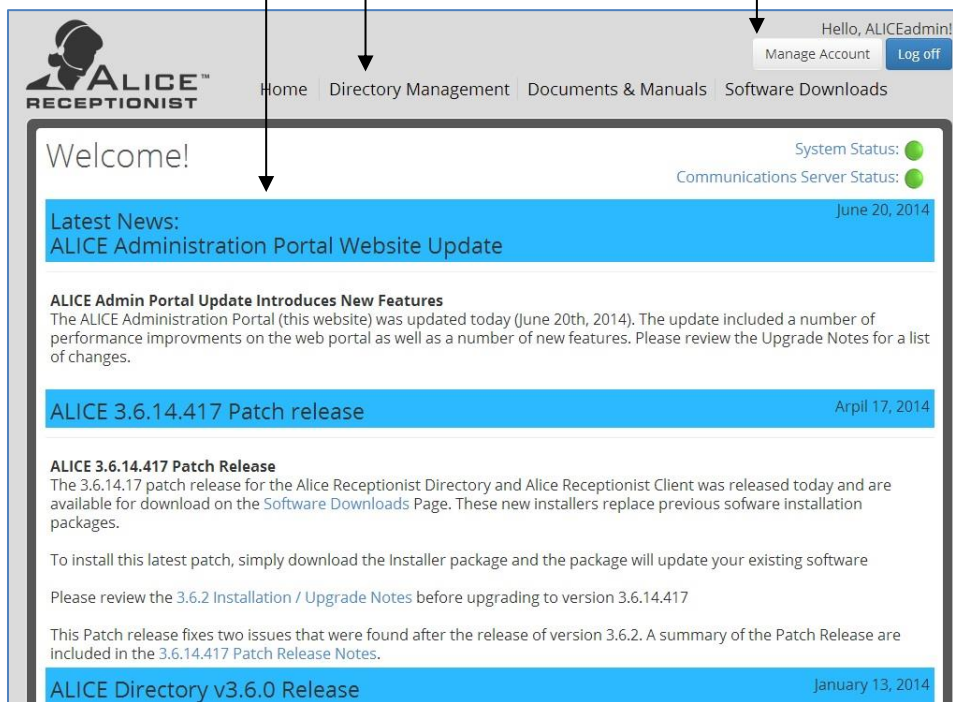 Hello, ALICEadmin!
Manage Account Log off
ALICE™
RECEPTIONIST
Home Directory Management Documents & Manuals Software Downloads
Welcome!
System Status:
Communications Server Status:
Latest News:
June 20, 2014
ALICE Administration Portal Website Update
ALICE Admin Portal Update Introduces New Features
The ALICE Administration Portal (this website) was updated today (June 20th, 2014). The update included a number of
performance improvments on the web portal as well as a number of new features. Please review the Upgrade Notes for a list
of changes.
ALICE 3.6.14.417 Patch release
Arpil 17, 2014
ALICE 3.6.14.417 Patch Release
The 3.6.14.17 patch release for the Alice Receptionist Directory and Alice Receptionist Client was released today and are
available for download on the Software Downloads Page. These new installers replace previous sofware installation
packages.
To install this latest patch, simply download the Installer package and the package will update your existing software
Please review the 3.6.2 Installation / Upgrade Notes before upgrading to version 3.6.14.417
This Patch release fixes two issues that were found after the release of version 3.6.2. A summary of the Patch Release are
included in the 3.6.14.417 Patch Release Notes.
ALICE Directory v3.6.0 Release
January 13, 2014